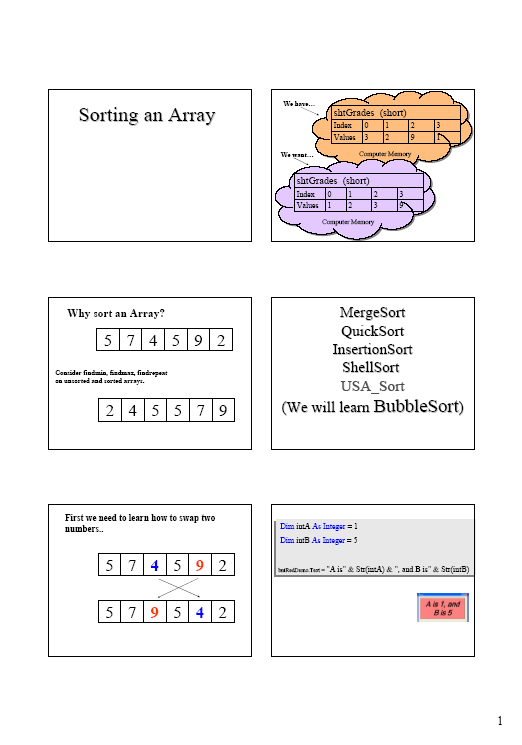 Sorting an Array
We have…
shtGrades (short)
Index 0 1 2 3
Values 3 2 9 1
Computer Memory
We want…
shtGrades (short)
Index 0 1 2 3
Values 1 2 3 9
Computer Memory
Why sort an Array?
5 7 4 5 9 2
Consider findmin, findmax, findrepeat
on unsorted and sorted arrays.
2 4 5 5 7 9
MergeSort
QuickSort
InsertionSort
ShellSort
USA_Sort
(We will learn BubbleSort)
First we need to learn how to swap two
numbers..
5 7 4 5 9 2
5 7 9 5 4 2
Dim intA As Integer = 1
Dim intB As Integer = 5
bntRedDemo.Text = "A is" & Str(intA) & ", and B is" & Str(intB)
A is 1, and
B is 5
1